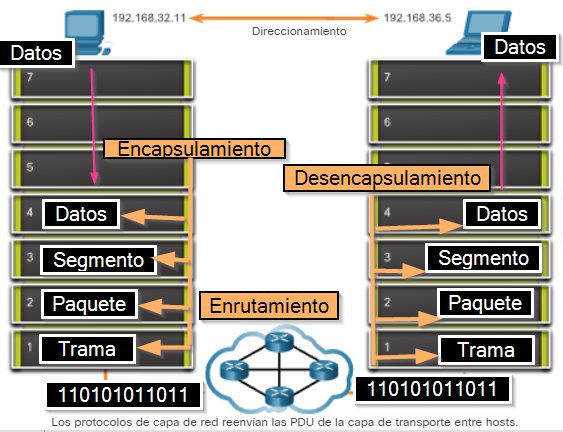 192.168.32.11
192.168.36.5
Direccionamiento
Datos
Datos
7
7
6
6
Encapsulamiento
5
Desencapsulamiento
4
Datos
4
Datos
3
Segmento
3
Segmento
2
Paquete
Enrutamiento
2
Paquete
1
Trama
1
Trama
110101011011
110101011011
Los protocolos de capa de red reenvían las PDU de la capa de transporte entre hosts.